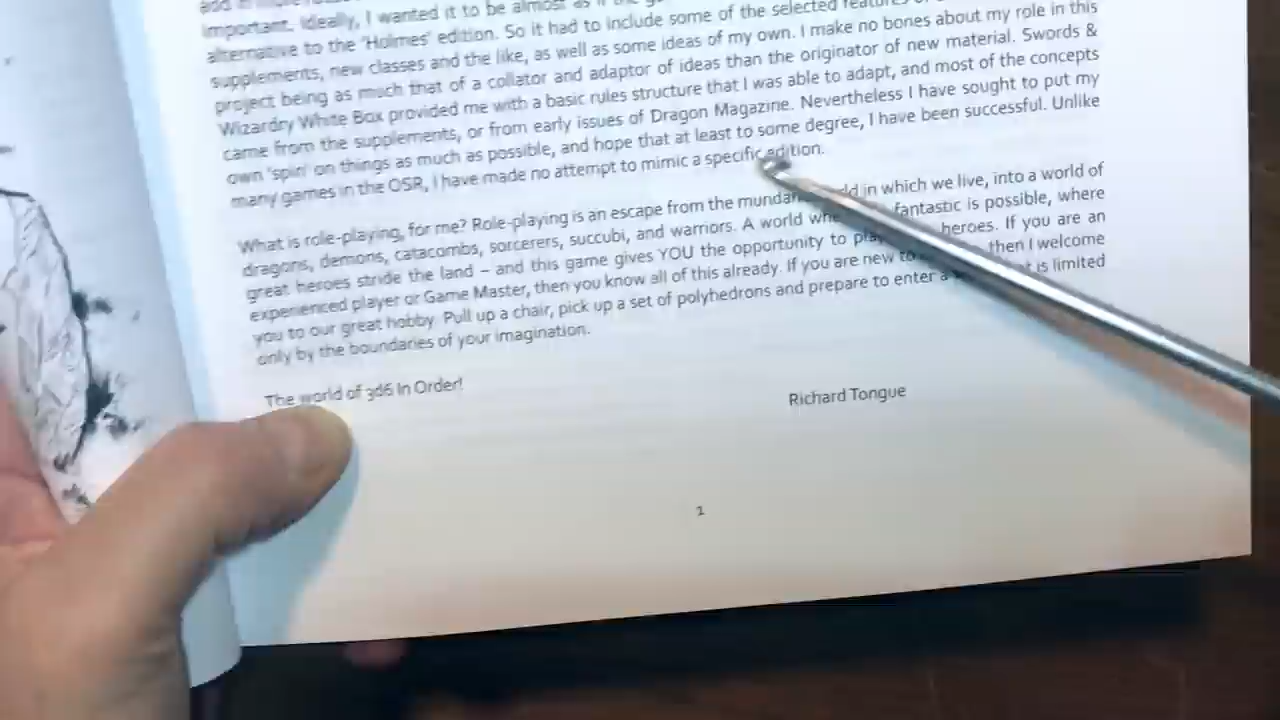 important. Ideally, I wanted it to be almost as if the
alternative to the 'Holmes' edition. So it had to include some of the selected features
supplements, new classes and the like, as well as some ideas of my own. I make no bones about my role in this
project being as much that of a collator and adaptor of ideas than the originator of new material. Swords &
Wizardry White Box provided me with a basic rules structure that I was able to adapt, and most of the concepts
came from the supplements, or from early issues of Dragon Magazine. Nevertheless I have sought to put my
own 'spin' on things as much as possible, and hope that at least to some degree, I have been successful. Unlike
many games in the OSR, I have made no attempt to mimic a specific edition.
What is role-playing, for me? Role-playing is an escape from the in which we live, into a world of
dragons, demons, catacombs, sorcerers, succubi, and warriors. A world fantastic is possible, where
great heroes stride the land – and this game gives YOU the opportunity to heroes. If you are an
experienced player or Game Master, then you know all of this already. If you are new then I welcome
you to our great hobby. Pull up a chair, pick up a set of polyhedrons and prepare to enter a is limited
only by the boundaries of your imagination.
The world of 3d6 In Order!
Richard Tongue
1